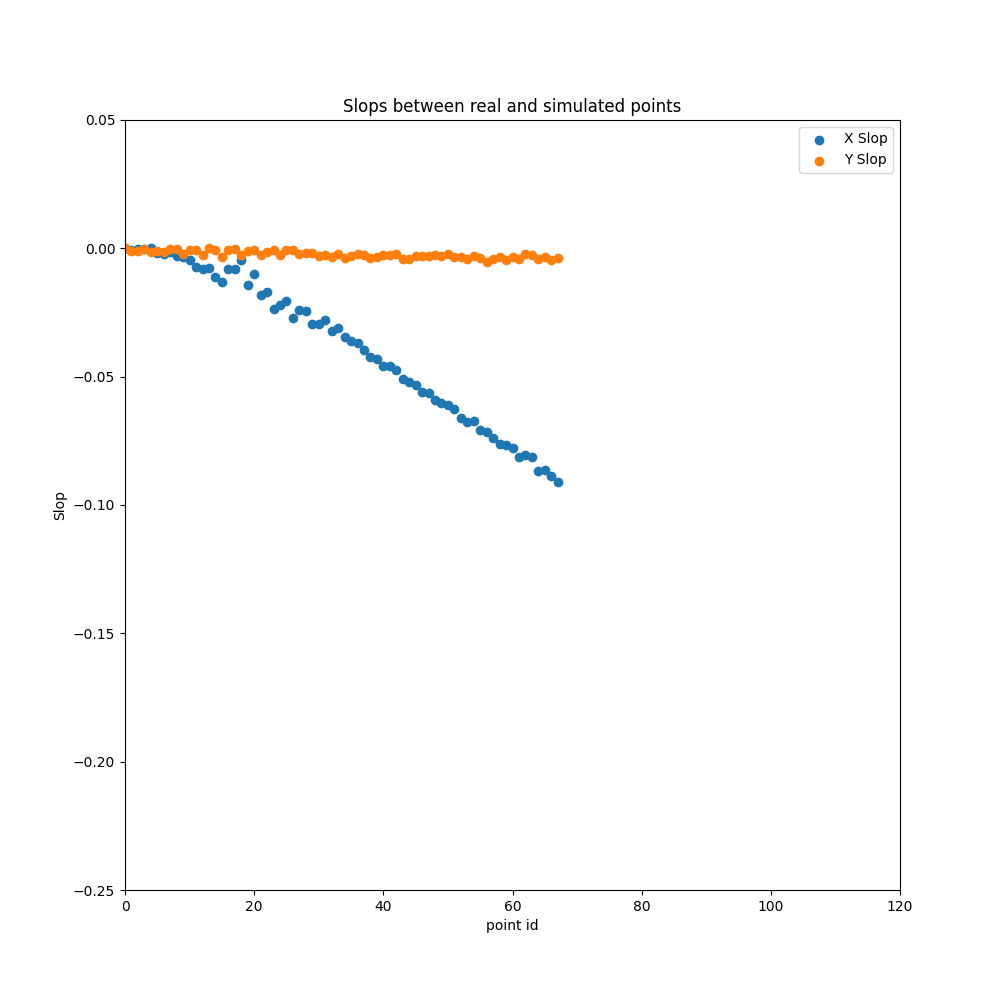 Slops between real and simulated points
X Slop
Y Slop
0.05
0.00
−0.05
−0.10
−0.15
−0.20
−0.25
Slop
0 20 40 60 80 100 120
point id